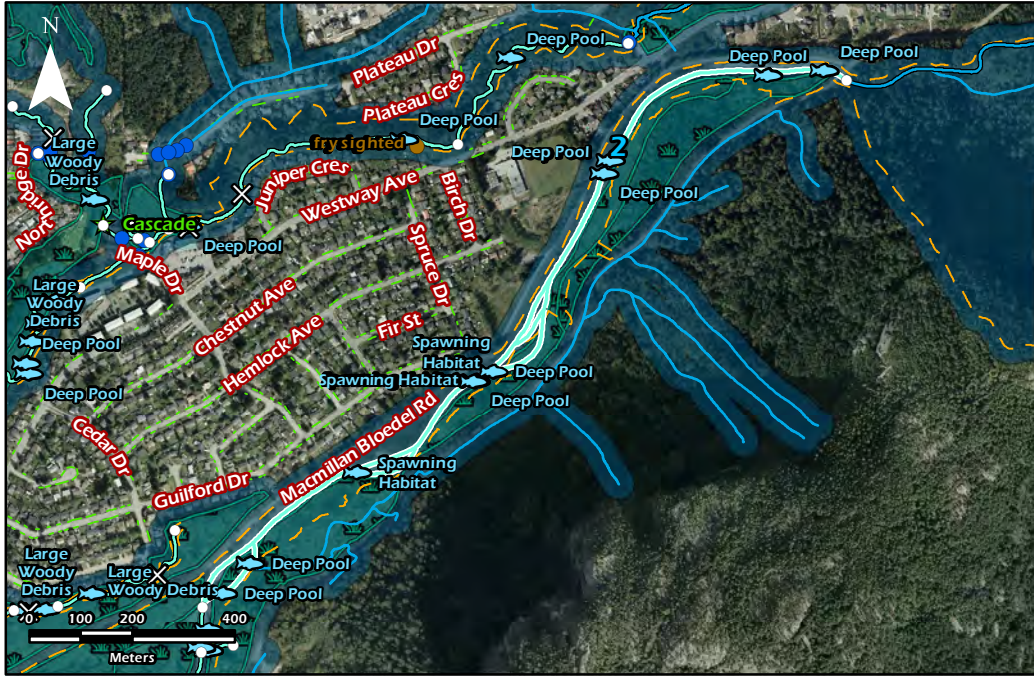 N
Plateau Dr
Deep Pool
Deep Pool
Deep Pool
Plateau Cres
Deep Pool
fry sighted
Large
Woody
Debris
Juniper Cres
Westway Ave
Birch Dr
Deep Pool
2
Deep Pool
Cascade
Deep Pool
Maple Dr
Spruce Dr
Large
Woody
Debris
Chestnut Ave
Hemlock Ave
Fir St
Deep Pool
Spawning
Habitat
Spawning Habitat
Deep Pool
Deep Pool
Deep Pool
Cedar Dr
Macmillan Bloedel Rd
Guilford Dr
Spawning
Habitat
Large
Woody
Debris
Large
Woody Debris
Deep Pool
Deep Pool
0 100 200 400
Meters